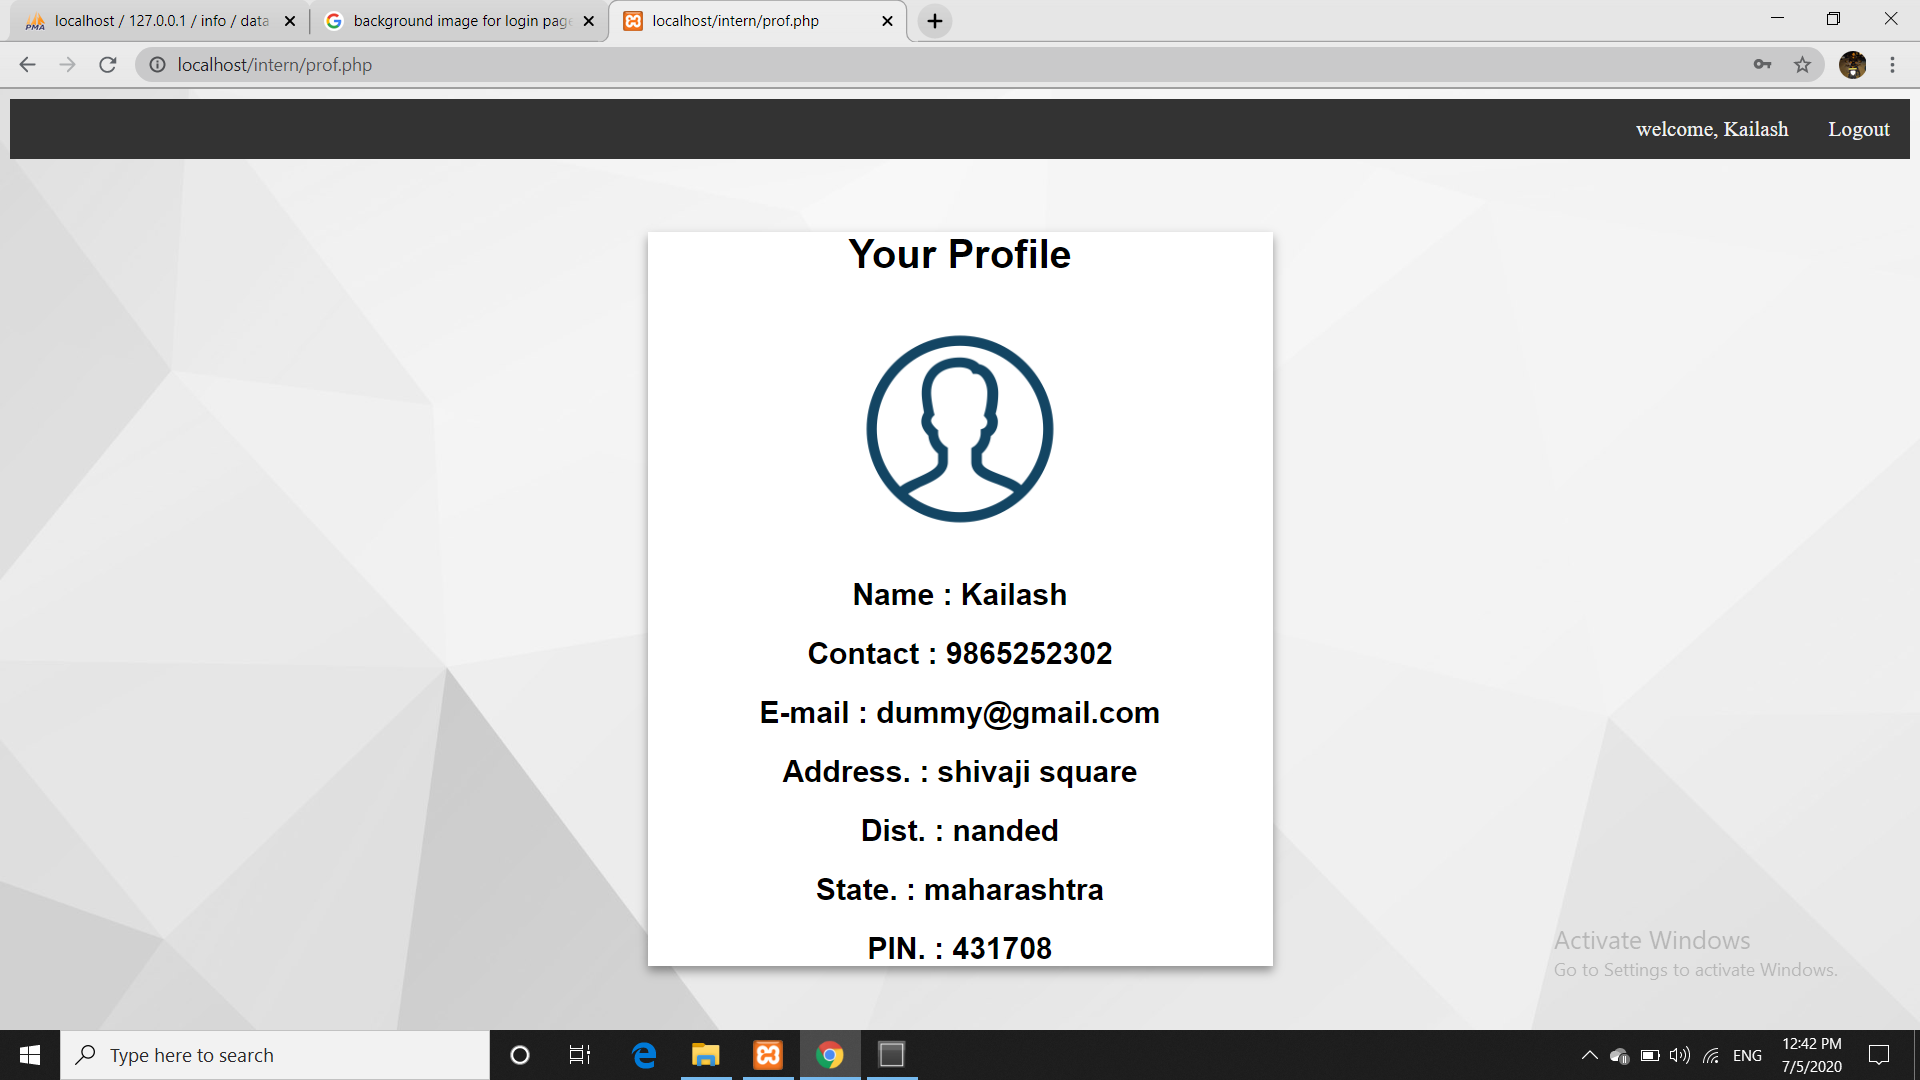 localhost / 127.0.0.1 / info / data
background image for login page
localhost/intern/prof.php
localhost/intern/prof.php
welcome, Kailash Logout
Your Profile
Name : Kailash
Contact : 9865252302
E-mail : dummy@gmail.com
Address. : shivaji square
Dist. : nanded
State. : maharashtra
PIN. : 431708
Activate Windows
Go to Settings to activate Windows.
Type here to search
ENG
12:42 PM
7/5/2020